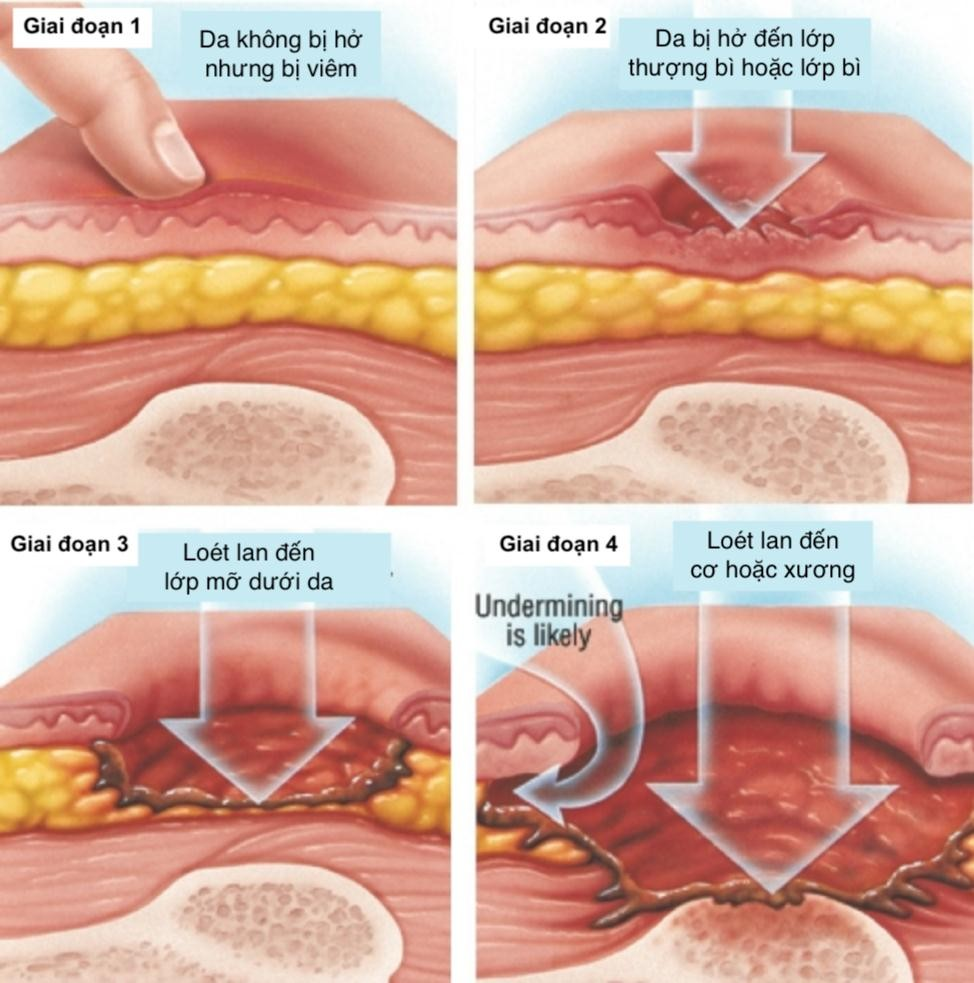 Giai đoạn 1
Da không bị hở
nhưng bị viêm
Giai đoạn 2
Da bị hở đến lớp
thượng bì hoặc lớp bì
Giai đoạn 3
Loét lan đến
lớp mỡ dưới da
Giai đoạn 4
Loét lan đến
cơ hoặc xương
Undermining
is likely